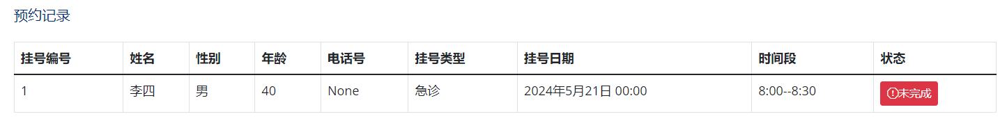 预约记录
挂号编号 姓名 性别 年龄 电话号 挂号类型 挂号日期 时间段 状态
1 李四 男 40 None 急诊 2024年5月21日 00:00 8:00--8:30 未完成